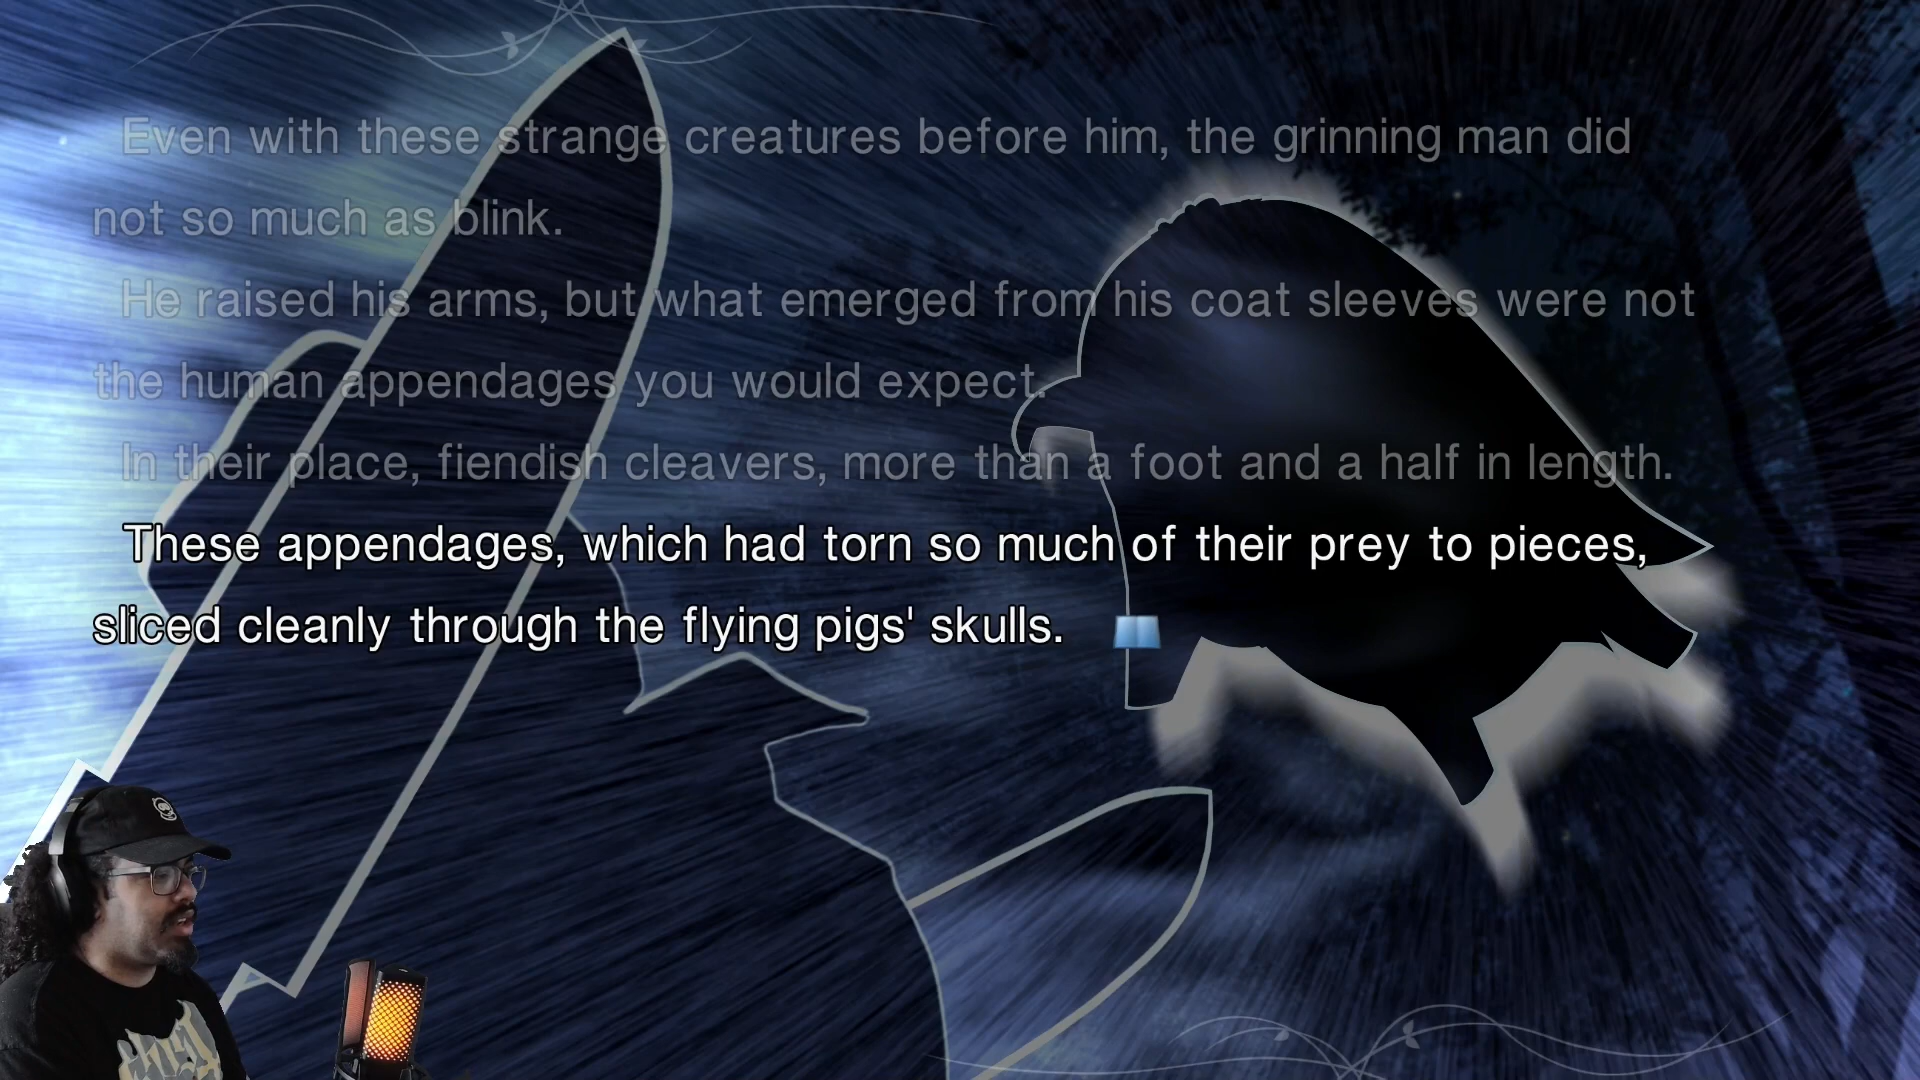 Even with these strange creatures before him, the grinning man did
not so much as blink.
He raised his arms, but what emerged from his coat sleeves were not
the human appendages you would expect.
In their place, fiendish cleavers, more than a foot and a half in length.
These appendages, which had torn so much of their prey to pieces,
sliced cleanly through the flying pigs' skulls.